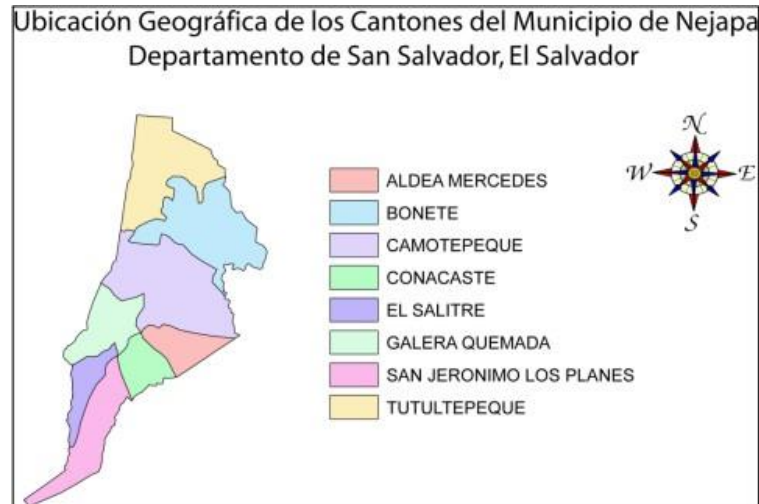 Ubicación Geográfica de los Cantones del Municipio de Nejapa
Departamento de San Salvador, El Salvador
N
W E
S
ALDEA MERCEDES
BONETE
CAMOTEPEQUE
CONACASTE
EL SALITRE
GALERA QUEMADA
SAN JERONIMO LOS PLANES
TUTULTEPEQUE